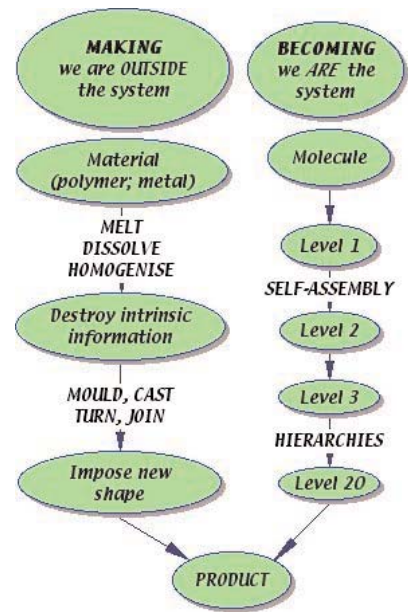 MAKING
we are OUTSIDE
the system
Material
(polymer; metal)
MELT
DISSOLVE
HOMOGENISE
Destroy intrinsic
information
MOULD, CAST
TURN, JOIN
Impose new
shape
BECOMING
we ARE the
system
Molecule
Level 1
SELF-ASSEMBLY
Level 2
Level 3
HIERARCHIES
Level 20
PRODUCT